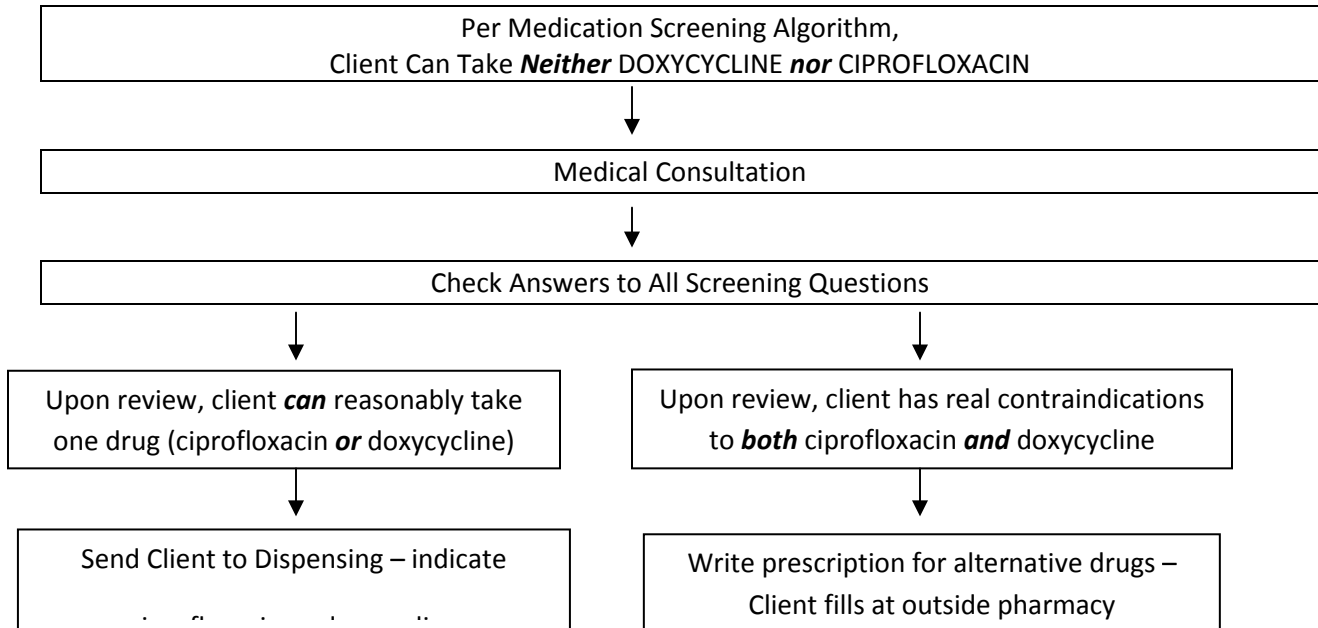 Per Medication Screening Algorithm,
Client Can Take Neither DOXYCYCLINE nor CIPROFLOXACIN
Medical Consultation
Check Answers to All Screening Questions
Upon review, client can reasonably take
one drug (ciprofloxacin or doxycycline)
Upon review, client has real contraindications
to both ciprofloxacin and doxycycline
Send Client to Dispensing – indicate
Write prescription for alternative drugs –
Client fills at outside pharmacy